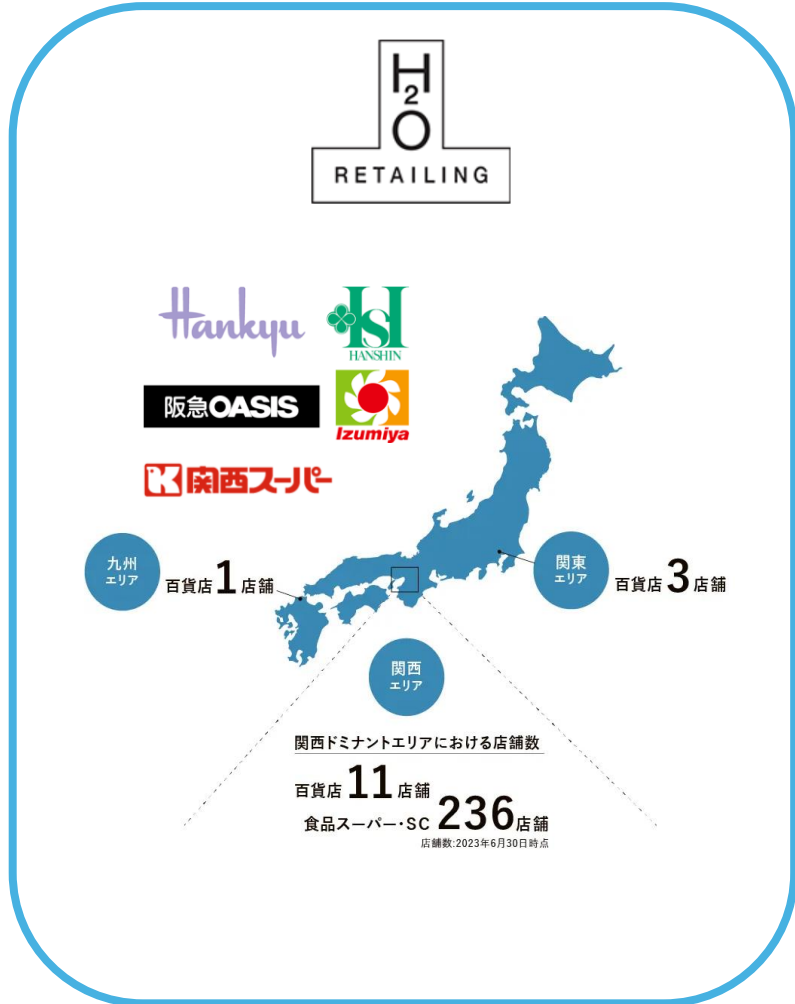 H2O
RETAILING
Hankyu
HSI
HANSHIN
阪急OASIS
Izumiya
K関西スーパー
九州
エリア
百貨店1店舗
関東
エリア
百貨店3店舗
関西
エリア
関西ドミナントエリアにおける店舗数
百貨店11店舗
食品スーパー・SC 236店舗
店舗数:2023年6月30日時点